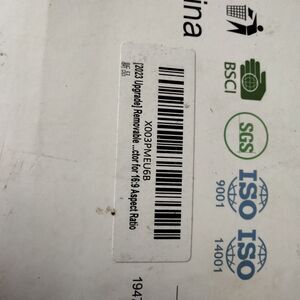 ina
X003PMEU6B
[2023 Upgrade] Removable ...ctor for 16:9 Aspect Ratio
新品
BSCI
SGS
ISO
9001
ISO
14001
194